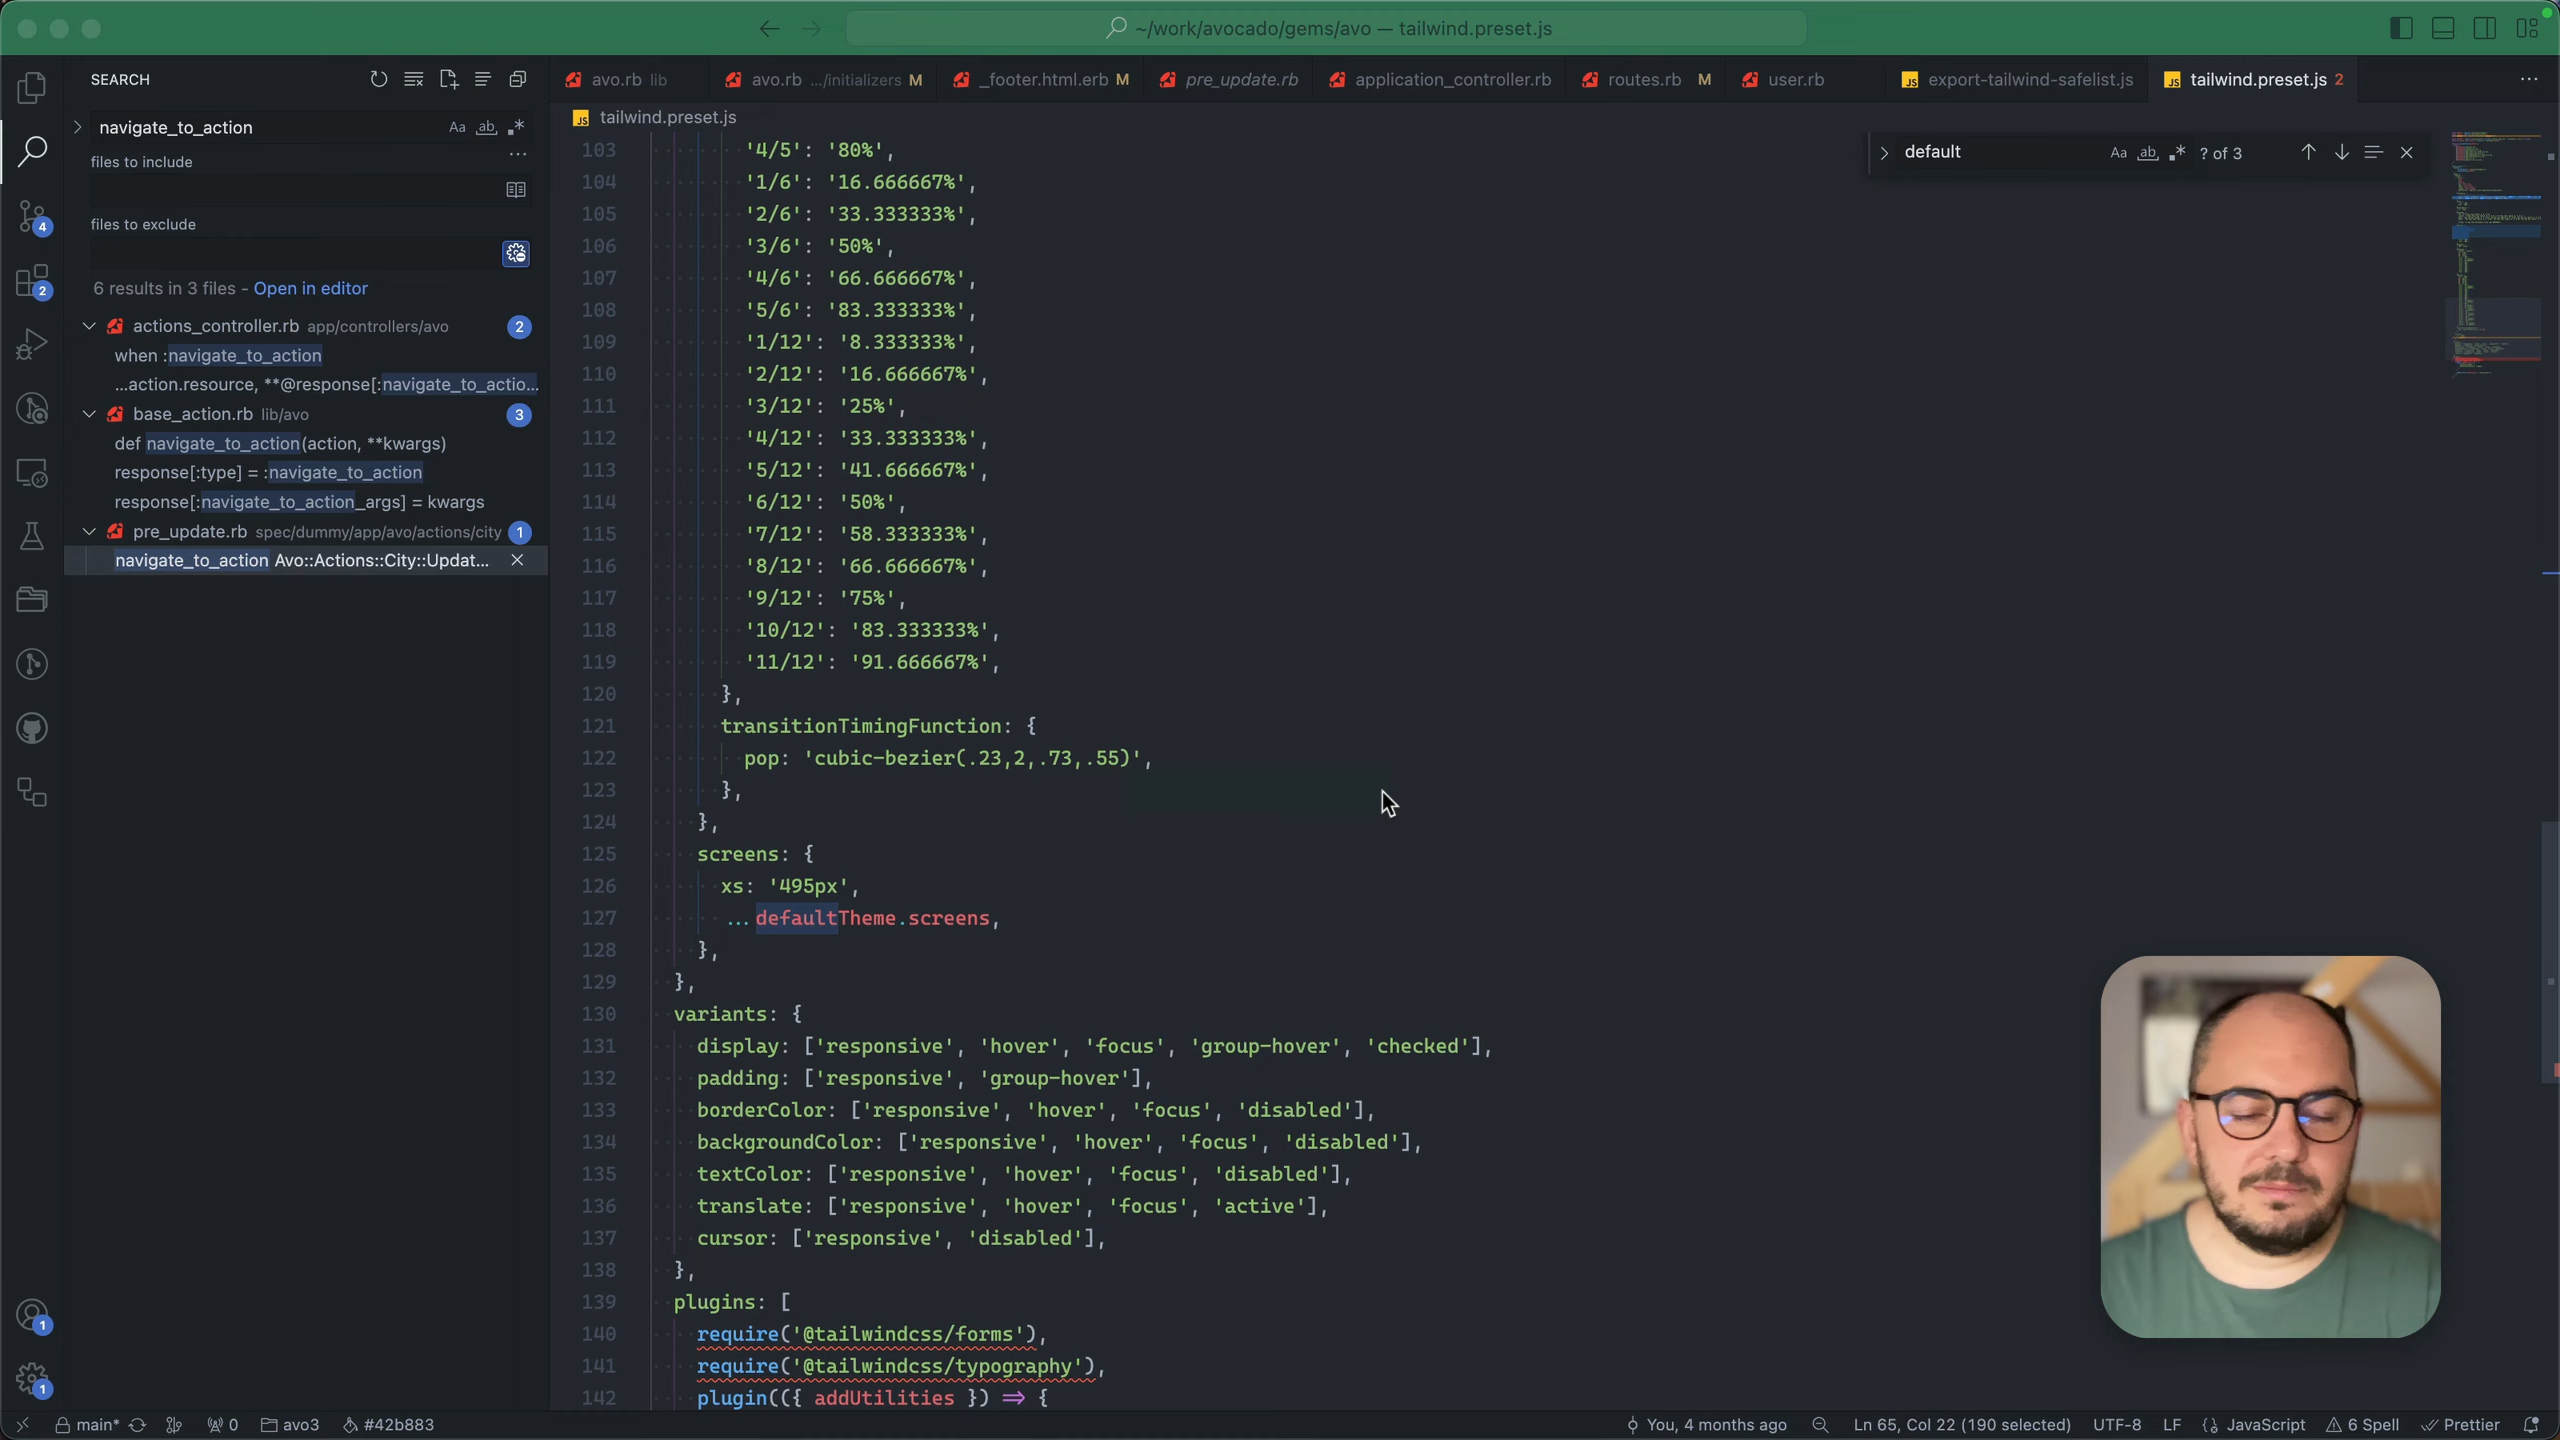 ~/work/avocado/gems/avo — tailwind.preset.js
SEARCH
navigate_to_action
Aa
ab
files to include
files to exclude
6 results in 3 files - Open in editor
actions_controller.rb app/controllers/avo 2
when :navigate_to_action
...action.resource, **@response[:navigate_to_actio...
base_action.rb lib/avo 3
def navigate_to_action(action, **kwargs)
response[:type] = :navigate_to_action
response[:navigate_to_action_args] = kwargs
pre_update.rb spec/dummy/app/avo/actions/city 1
navigate_to_action Avo::Actions::City::Updat...
4
2
1
1
avo.rb lib
avo.rb .../initializers M
_footer.html.erb M
pre_update.rb
application_controller.rb
routes.rb M
user.rb
JS export-tailwind-safelist.js
JS tailwind.preset.js 2
JS tailwind.preset.js
default
Aa
ab
? of 3
103 '4/5': '80%',
104 '1/6': '16.666667%',
105 '2/6': '33.333333%',
106 '3/6': '50%',
107 '4/6': '66.666667%',
108 '5/6': '83.333333%',
109 '1/12': '8.333333%',
110 '2/12': '16.666667%',
111 '3/12': '25%',
112 '4/12': '33.333333%',
113 '5/12': '41.666667%',
114 '6/12': '50%',
115 '7/12': '58.333333%',
116 '8/12': '66.666667%',
117 '9/12': '75%',
118 '10/12': '83.333333%',
119 '11/12': '91.666667%',
120 },
121 transitionTimingFunction: {
122 pop: 'cubic-bezier(.23,2,.73,.55)',
123 },
124 },
125 screens: {
126 xs: '495px',
127 ...defaultTheme.screens,
128 },
129 },
130 variants: {
131 display: ['responsive', 'hover', 'focus', 'group-hover', 'checked'],
132 padding: ['responsive', 'group-hover'],
133 borderColor: ['responsive', 'hover', 'focus', 'disabled'],
134 backgroundColor: ['responsive', 'hover', 'focus', 'disabled'],
135 textColor: ['responsive', 'hover', 'focus', 'disabled'],
136 translate: ['responsive', 'hover', 'focus', 'active'],
137 cursor: ['responsive', 'disabled'],
138 },
139 plugins: [
140 require('@tailwindcss/forms'),
141 require('@tailwindcss/typography'),
142 plugin(({ addUtilities }) => {
main* 0 avo3 #42b883
You, 4 months ago Ln 65, Col 22 (190 selected) UTF-8 LF JavaScript 6 Spell Prettier